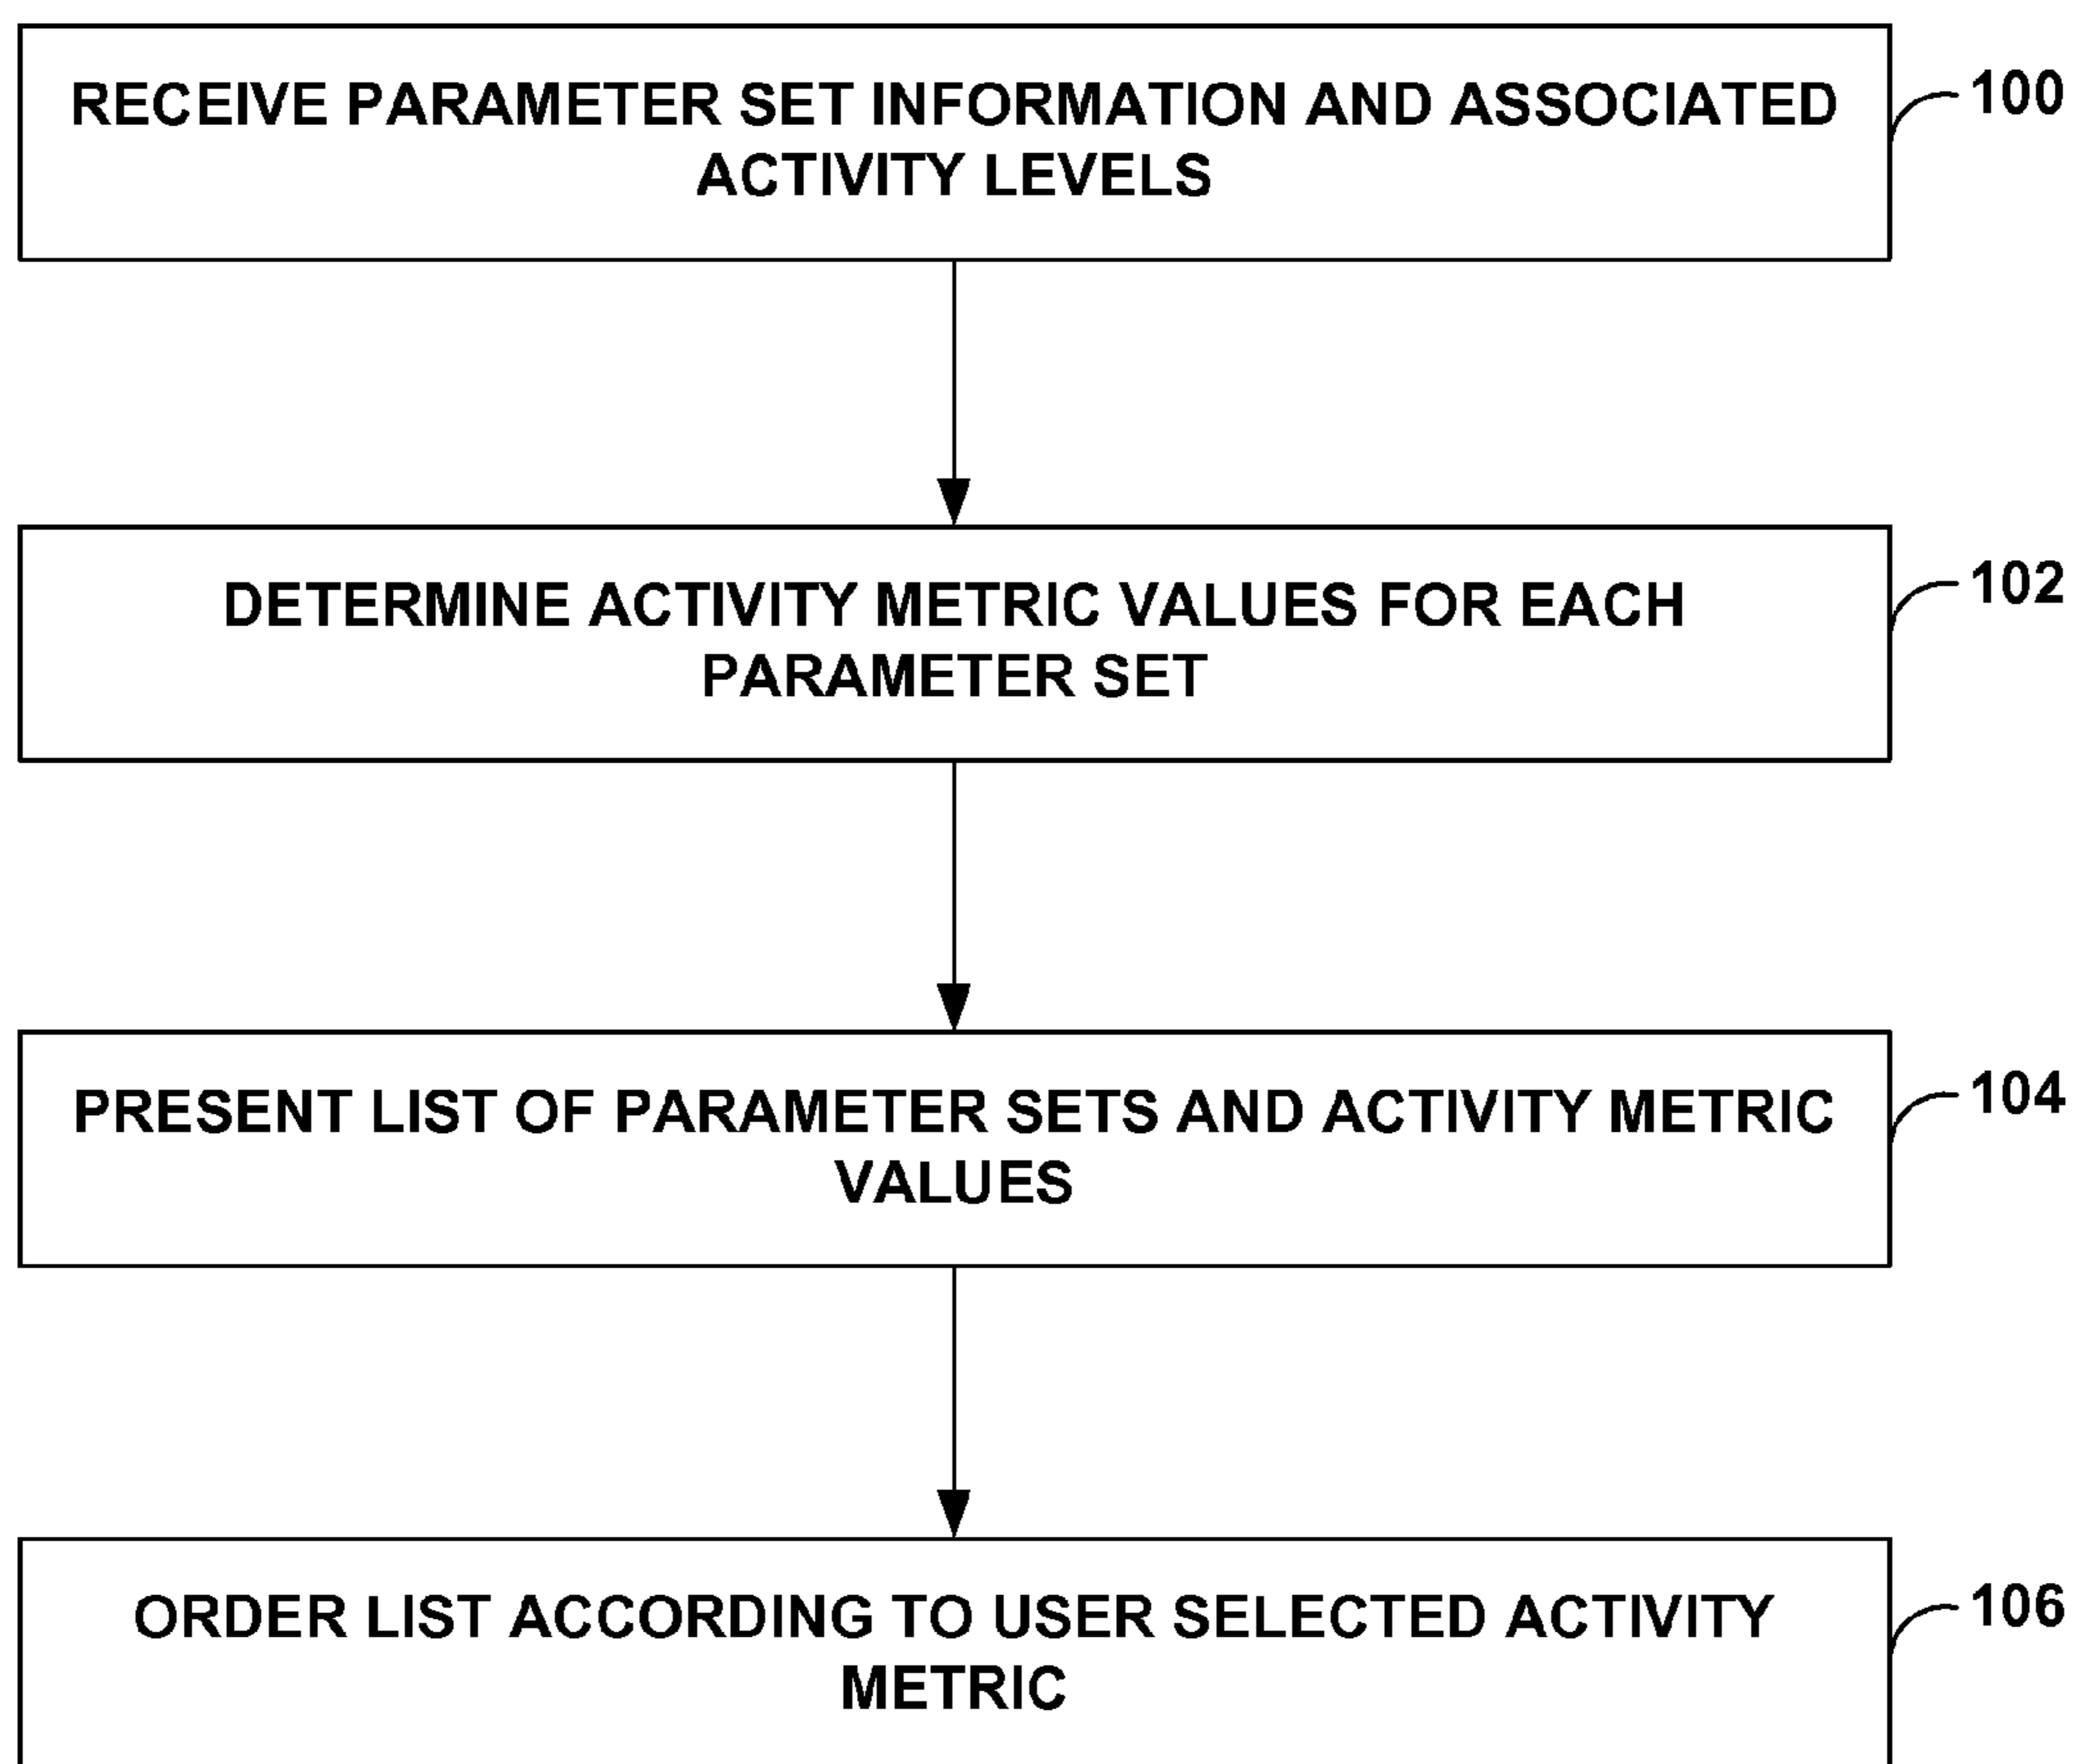 RECEIVE PARAMETER SET INFORMATION AND ASSOCIATED
ACTIVITY LEVELS
100
DETERMINE ACTIVITY METRIC VALUES FOR EACH
PARAMETER SET
102
PRESENT LIST OF PARAMETER SETS AND ACTIVITY METRIC
VALUES
104
ORDER LIST ACCORDING TO USER SELECTED ACTIVITY
METRIC
106